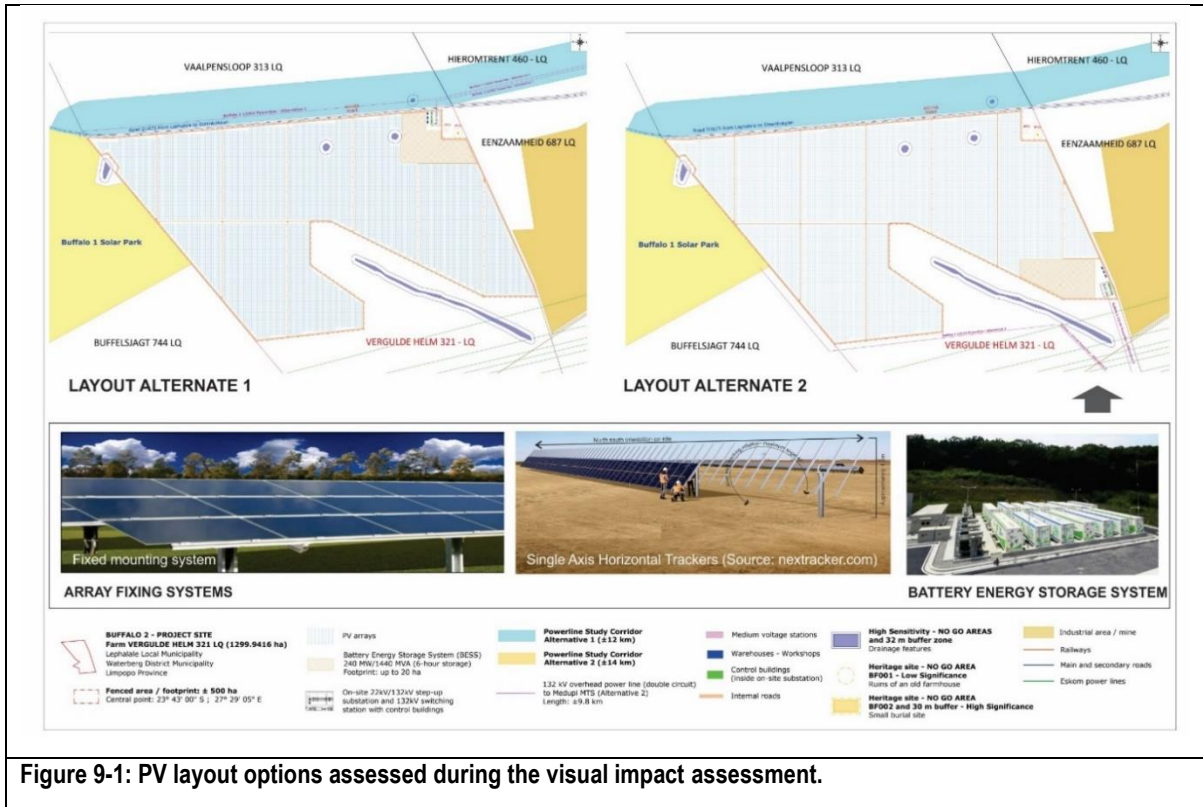 VAALPENSLOOP 313 LQ
HIEROMTRENT 460 - LQ
EENZAAMHEID 687 LQ
Buffalo 1 Solar Park
BUFFELSJAGT 744 LQ
VERGULDE HELM 321 - LQ
LAYOUT ALTERNATE 1
VAALPENSLOOP 313 LQ
HIEROMTRENT 460 - LQ
EENZAAMHEID 687 LQ
Buffalo 1 Solar Park
BUFFELSJAGT 744 LQ
VERGULDE HELM 321 - LQ
LAYOUT ALTERNATE 2
Fixed mounting system
North south orientation on site
Single Axis Horizontal Trackers (Source: nextracker.com)
ARRAY FIXING SYSTEMS
BATTERY ENERGY STORAGE SYSTEM
BUFFALO 2 - PROJECT SITE
Farm VERGULDE HELM 321 LQ (1299.9416 ha)
Lephalale Local Municipality
Waterberg District Municipality
Limpopo Province
Fenced area / footprint: ± 500 ha
Central point: 23° 43' 00" S ; 27° 29' 05" E
PV arrays
Battery Energy Storage System (BESS)
240 MW/1440 MVA (6-hour storage)
Footprint: up to 20 ha
On-site 22kV/132kV step-up
substation and 132kV switching
station with control buildings
Powerline Study Corridor
Alternative 1 (±12 km)
Powerline Study Corridor
Alternative 2 (±14 km)
132 kV overhead power line (double circuit)
to Medupi MTS (Alternative 2)
Length: ±9.8 km
Medium voltage stations
Warehouses - Workshops
Control buildings
(inside on-site substation)
Internal roads
High Sensitivity - NO GO AREAS
and 32 m buffer zone
Drainage features
Heritage site - NO GO AREA
BF001 - Low Significance
Ruins of an old farmhouse
Heritage site - NO GO AREA
BF002 and 30 m buffer - High Significance
Small burial site
Industrial area / mine
Railways
Main and secondary roads
Eskom power lines
Figure 9-1: PV layout options assessed during the visual impact assessment.